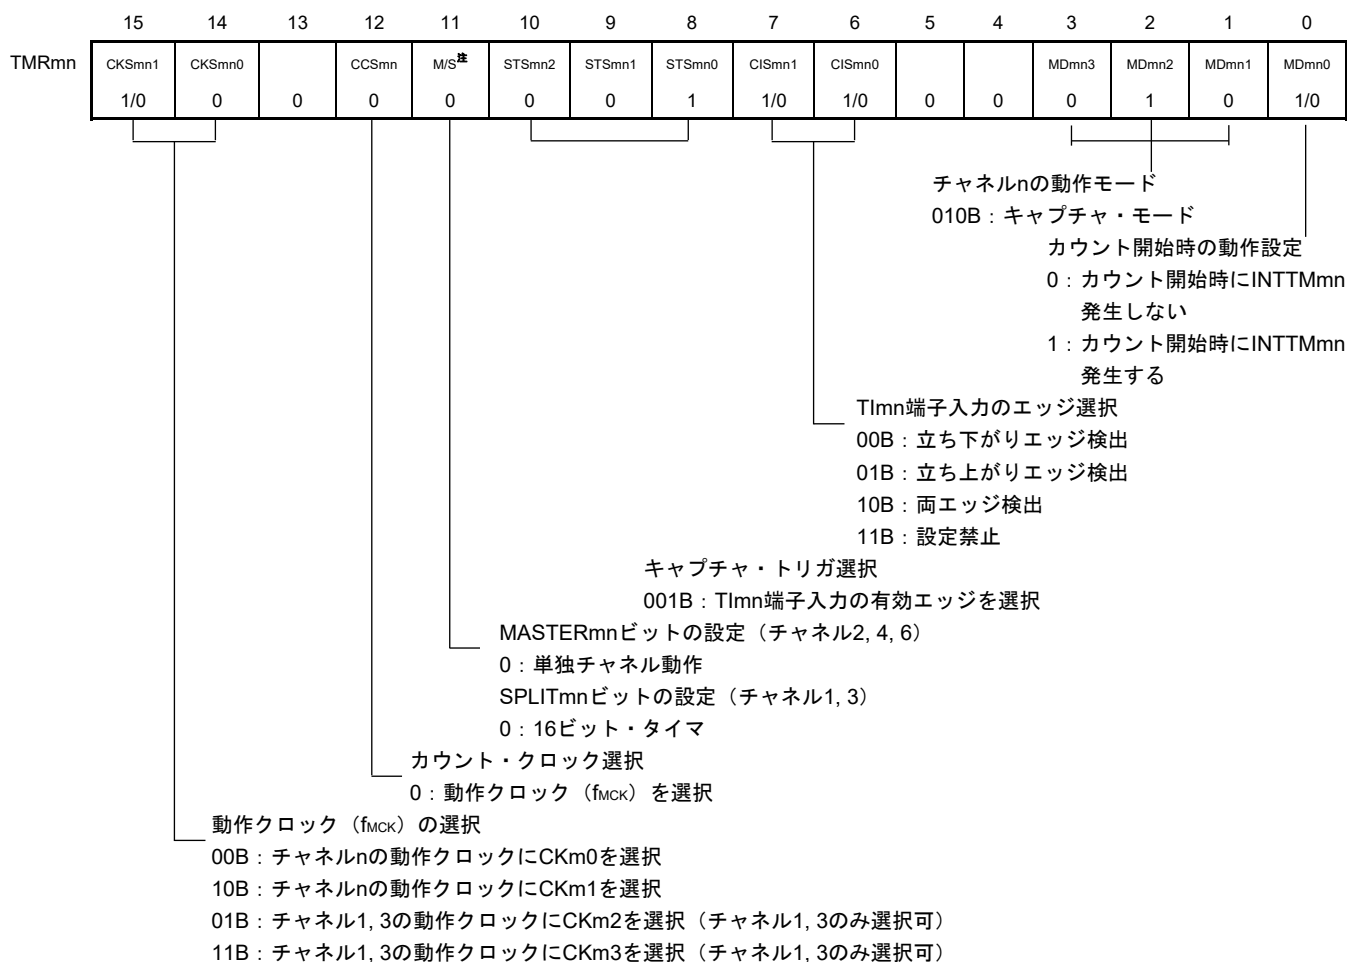 15 14 13 12 11 10 9 8 7 6 5 4 3 2 1 0
TMRmn CKSmn1 CKSmn0 CCSmn M/S注 STSmn2 STSmn1 STSmn0 CISmn1 CISmn0 MDmn3 MDmn2 MDmn1 MDmn0
1/0 0 0 0 0 0 0 1 1/0 1/0 0 0 0 1 0 1/0
チャネルnの動作モード
010B：キャプチャ・モード
カウント開始時の動作設定
0：カウント開始時にINTTMmn
発生しない
1：カウント開始時にINTTMmn
発生する
TImn端子入力のエッジ選択
00B：立ち下がりエッジ検出
01B：立ち上がりエッジ検出
10B：両エッジ検出
11B：設定禁止
キャプチャ・トリガ選択
001B：TImn端子入力の有効エッジを選択
MASTERmnビットの設定（チャネル2, 4, 6）
0：単独チャネル動作
SPLITmnビットの設定（チャネル1, 3）
0：16ビット・タイマ
カウント・クロック選択
0：動作クロック（fMCK）を選択
動作クロック（fMCK）の選択
00B：チャネルnの動作クロックにCKm0を選択
10B：チャネルnの動作クロックにCKm1を選択
01B：チャネル1, 3の動作クロックにCKm2を選択（チャネル1, 3のみ選択可）
11B：チャネル1, 3の動作クロックにCKm3を選択（チャネル1, 3のみ選択可）